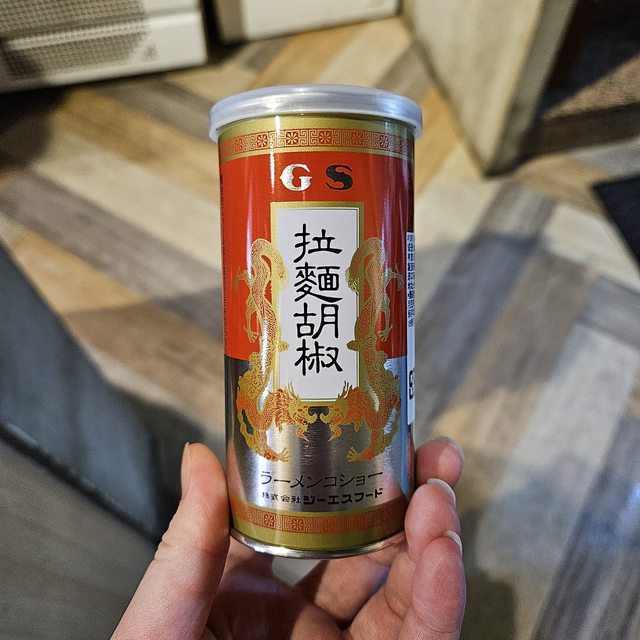 GS
拉麵胡椒
ラーメンコショー
株式会社ジーエスフード